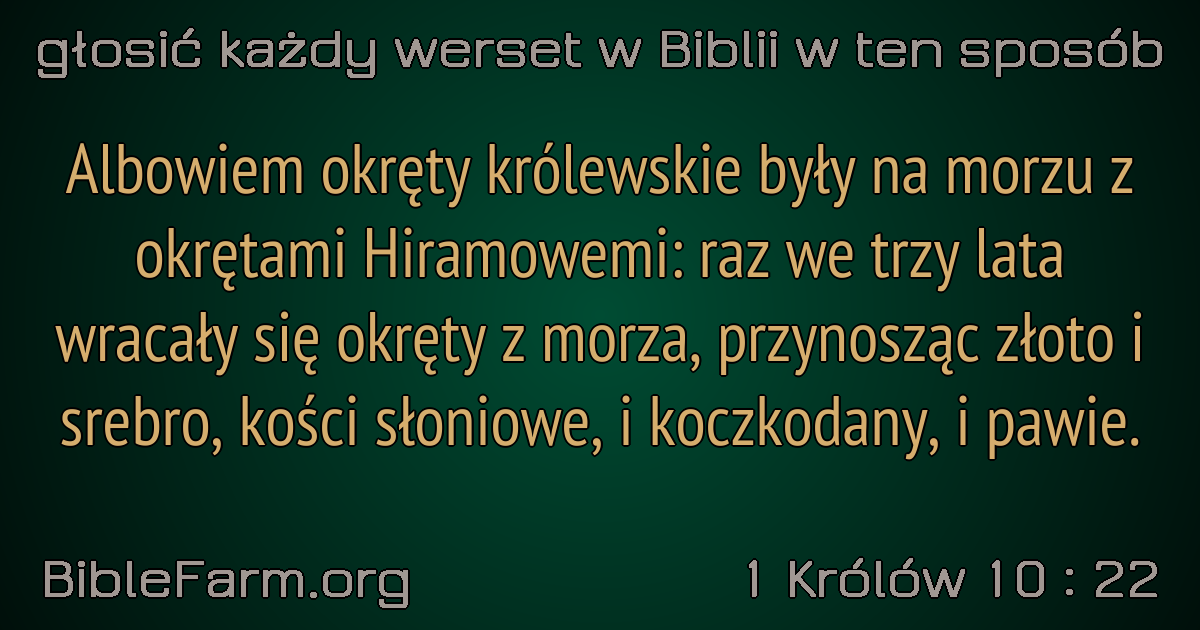 głosić każdy werset w Biblii w ten sposób
Albowiem okręty królewskie były na morzu z
okrętami Hiramowemi: raz we trzy lata
wracały się okręty z morza, przynosząc złoto i
srebro, kości słoniowe, i koczkodany, i pawie.
BibleFarm.org
1 Królów 10 : 22